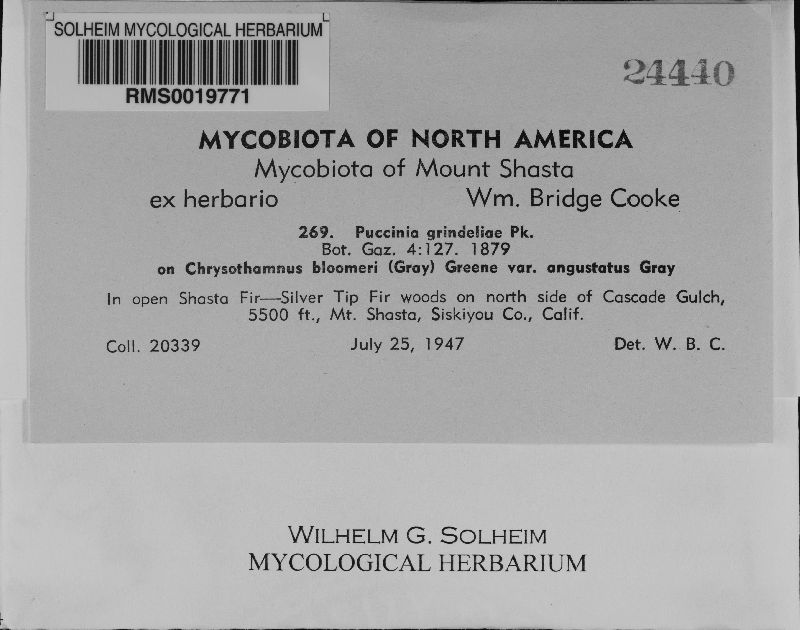 SOLHEIM MYCOLOGICAL HERBARIUM
RMS0019771
24440
MYCOBIOTA OF NORTH AMERICA
Mycobiota of Mount Shasta
ex herbario Wm. Bridge Cooke
269. Puccinia grindeliae Pk.
Bot. Gaz. 4:127. 1879
on Chrysothamnus bloomeri (Gray) Greene var. angustatus Gray
In open Shasta Fir—Silver Tip Fir woods on north side of Cascade Gulch,
5500 ft., Mt. Shasta, Siskiyou Co., Calif.
Coll. 20339 July 25, 1947 Det. W. B. C.
WILHELM G. SOLHEIM
MYCOLOGICAL HERBARIUM